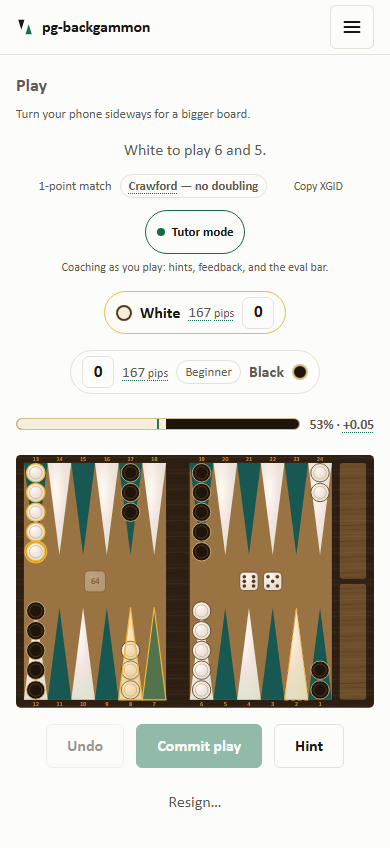 pg-backgammon
Play
Turn your phone sideways for a bigger board.
White to play 6 and 5.
1-point match Crawford — no doubling Copy XGID
Tutor mode
Coaching as you play: hints, feedback, and the eval bar.
White 167 pips 0
0 167 pips Beginner Black
53% · +0.05
13 14 15 16 17 18 19 20 21 22 23 24
64
12 11 10 9 8 7 6 5 4 3 2 1
Undo Commit play Hint
Resign...